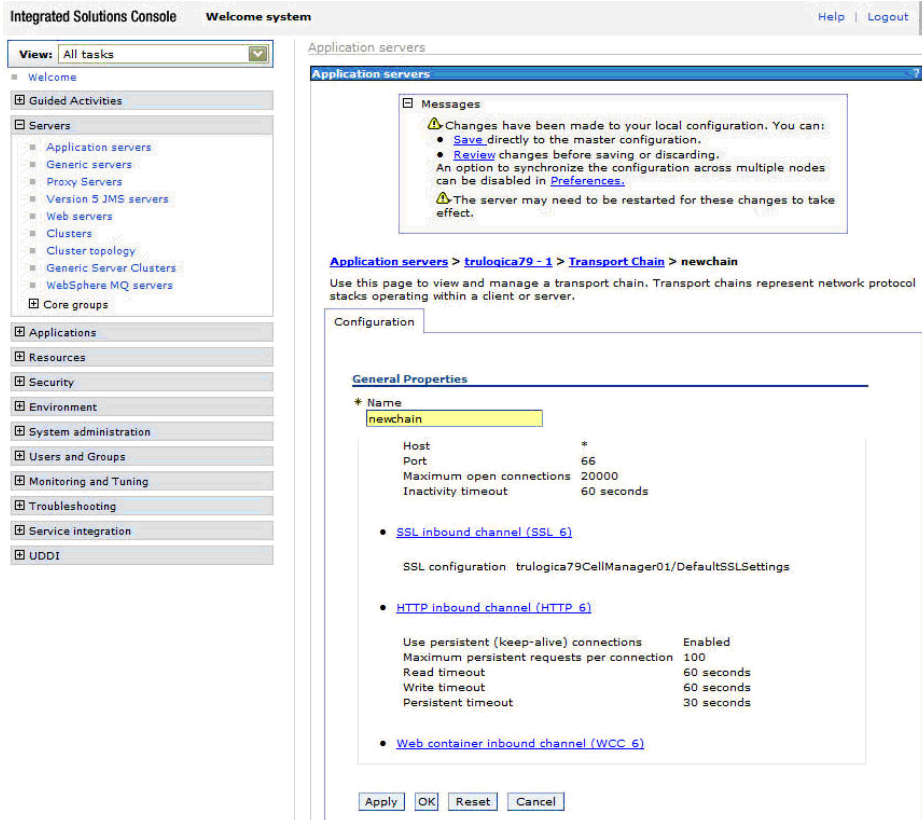 Integrated Solutions Console Welcome system
Help | Logout
View: All tasks
Welcome
Guided Activities
Servers
Application servers
Generic servers
Proxy Servers
Version 5 JMS servers
Web servers
Clusters
Cluster topology
Generic Server Clusters
WebSphere MQ servers
Core groups
Applications
Resources
Security
Environment
System administration
Users and Groups
Monitoring and Tuning
Troubleshooting
Service integration
UDDI
Application servers
Application servers ?
Messages
Changes have been made to your local configuration. You can:
• Save directly to the master configuration.
• Review changes before saving or discarding.
An option to synchronize the configuration across multiple nodes
can be disabled in Preferences.
The server may need to be restarted for these changes to take
effect.
Application servers > trulogica79 - 1 > Transport Chain > newchain
Use this page to view and manage a transport chain. Transport chains represent network protocol
stacks operating within a client or server.
Configuration
General Properties
* Name
newchain
Host *
Port 66
Maximum open connections 20000
Inactivity timeout 60 seconds
• SSL inbound channel (SSL_6)
SSL configuration trulogica79CellManager01/DefaultSSLSettings
• HTTP inbound channel (HTTP_6)
Use persistent (keep-alive) connections Enabled
Maximum persistent requests per connection 100
Read timeout 60 seconds
Write timeout 60 seconds
Persistent timeout 30 seconds
• Web container inbound channel (WCC_6)
Apply OK Reset Cancel